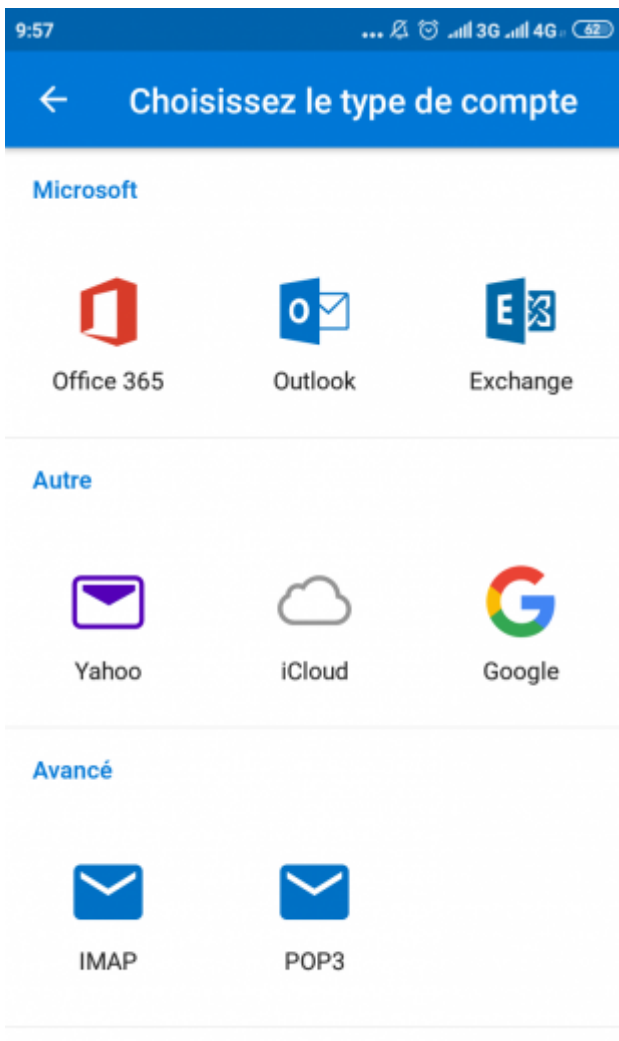 9:57 ... 3G 4G 62
Choisissez le type de compte
Microsoft
O E
Office 365 Outlook Exchange
Autre
G
Yahoo iCloud Google
Avancé
IMAP POP3